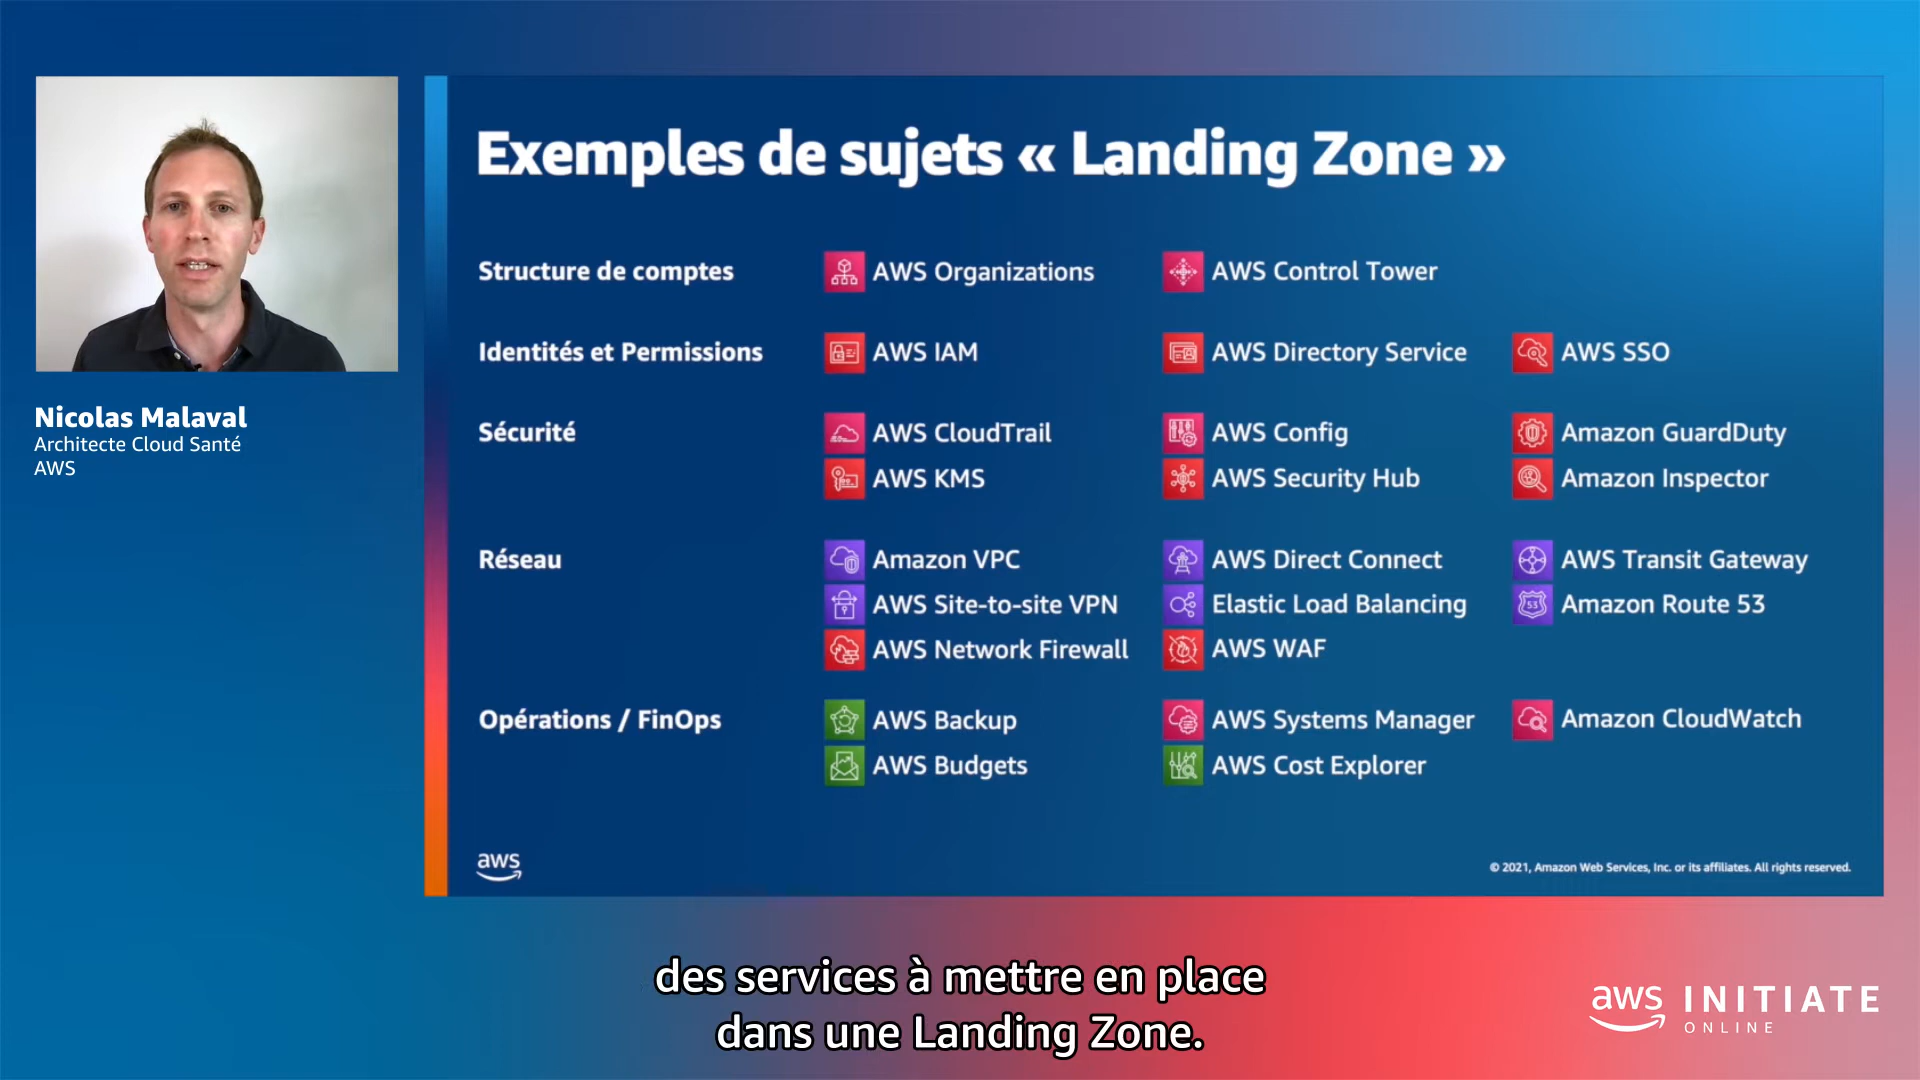 Exemples de sujets « Landing Zone »
Structure de comptes
AWS Organizations
AWS Control Tower
Identités et Permissions
AWS IAM
AWS Directory Service
AWS SSO
Sécurité
AWS CloudTrail
AWS Config
Amazon GuardDuty
AWS KMS
AWS Security Hub
Amazon Inspector
Réseau
Amazon VPC
AWS Direct Connect
AWS Transit Gateway
AWS Site-to-site VPN
Elastic Load Balancing
Amazon Route 53
AWS Network Firewall
AWS WAF
Opérations / FinOps
AWS Backup
AWS Systems Manager
Amazon CloudWatch
AWS Budgets
AWS Cost Explorer
aws
© 2021, Amazon Web Services, Inc. or its affiliates. All rights reserved.
Nicolas Malaval
Architecte Cloud Santé
AWS
des services à mettre en place
dans une Landing Zone.
aws INITIATE
ONLINE